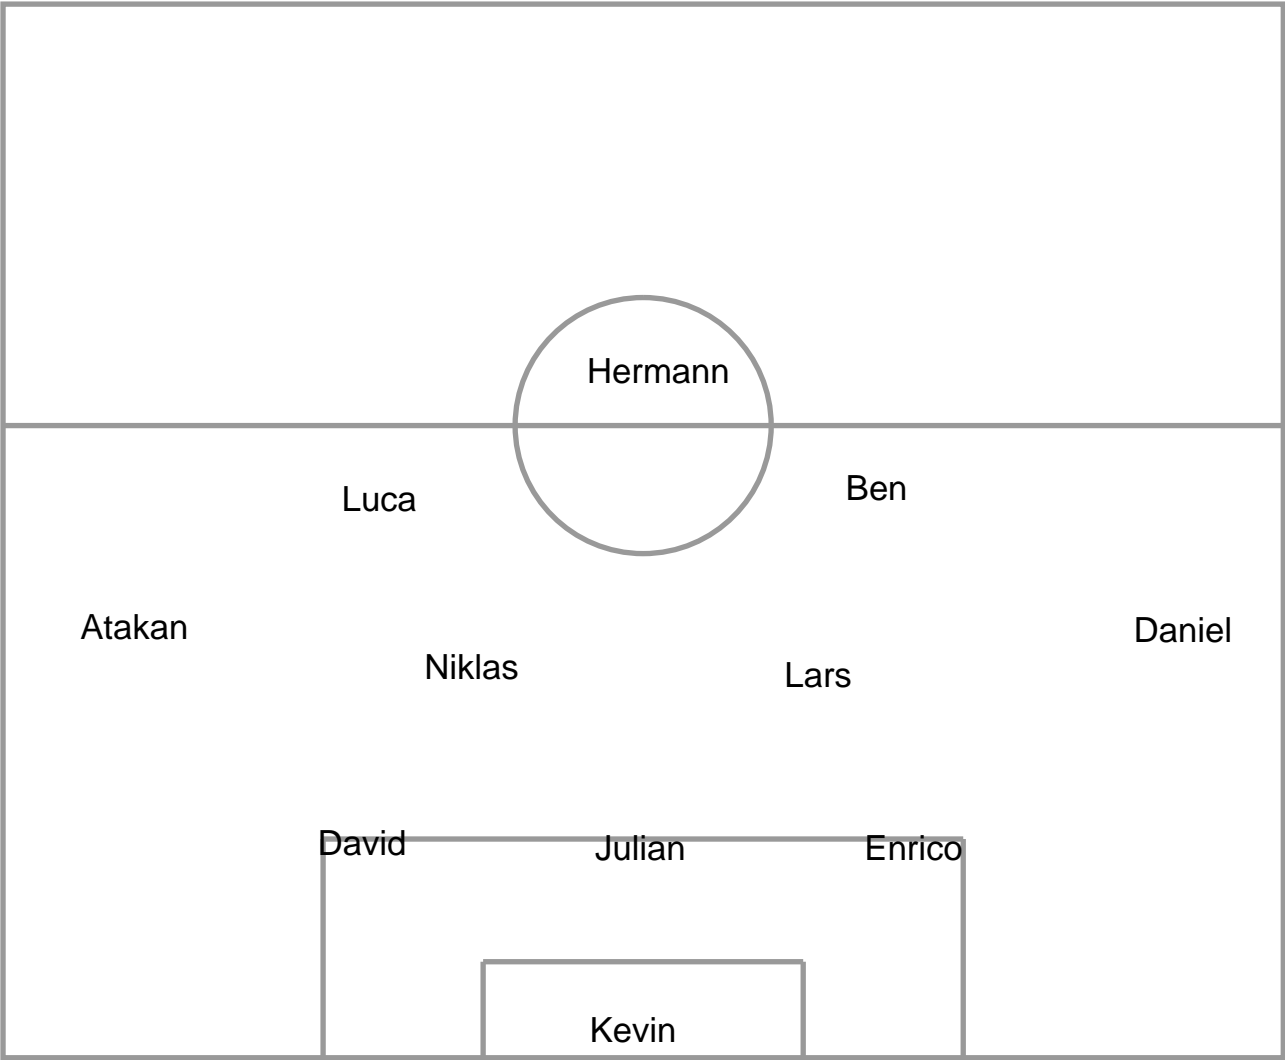 Hermann
Luca
Ben
Atakan
Daniel
Niklas
Lars
David
Julian
Enrico
Kevin